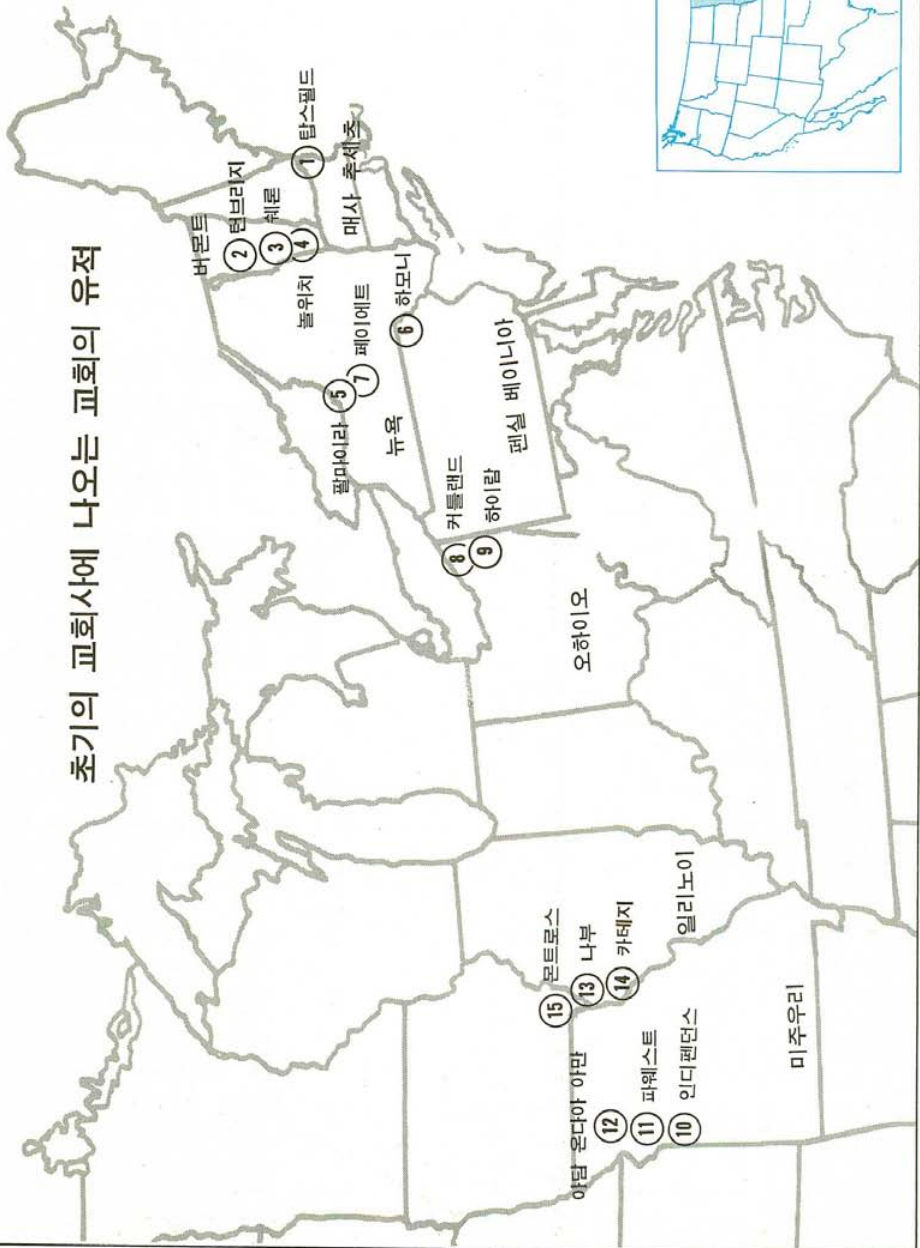 초기의 교회사에 나오는 교회의 유적
버몬트
2 턴브리지
3 쉐론
4 놀위치
1 탑스필드
매사추세츠
5 팔마이라
7 페이에트
6 하모니
뉴욕
펜실베이니아
8 커틀랜드
9 하이람
오하이오
15 몬트로스
13 나부
14 카테지
일리노이
12 아담 온다이 아만
11 파웨스트
10 인디펜던스
미주우리